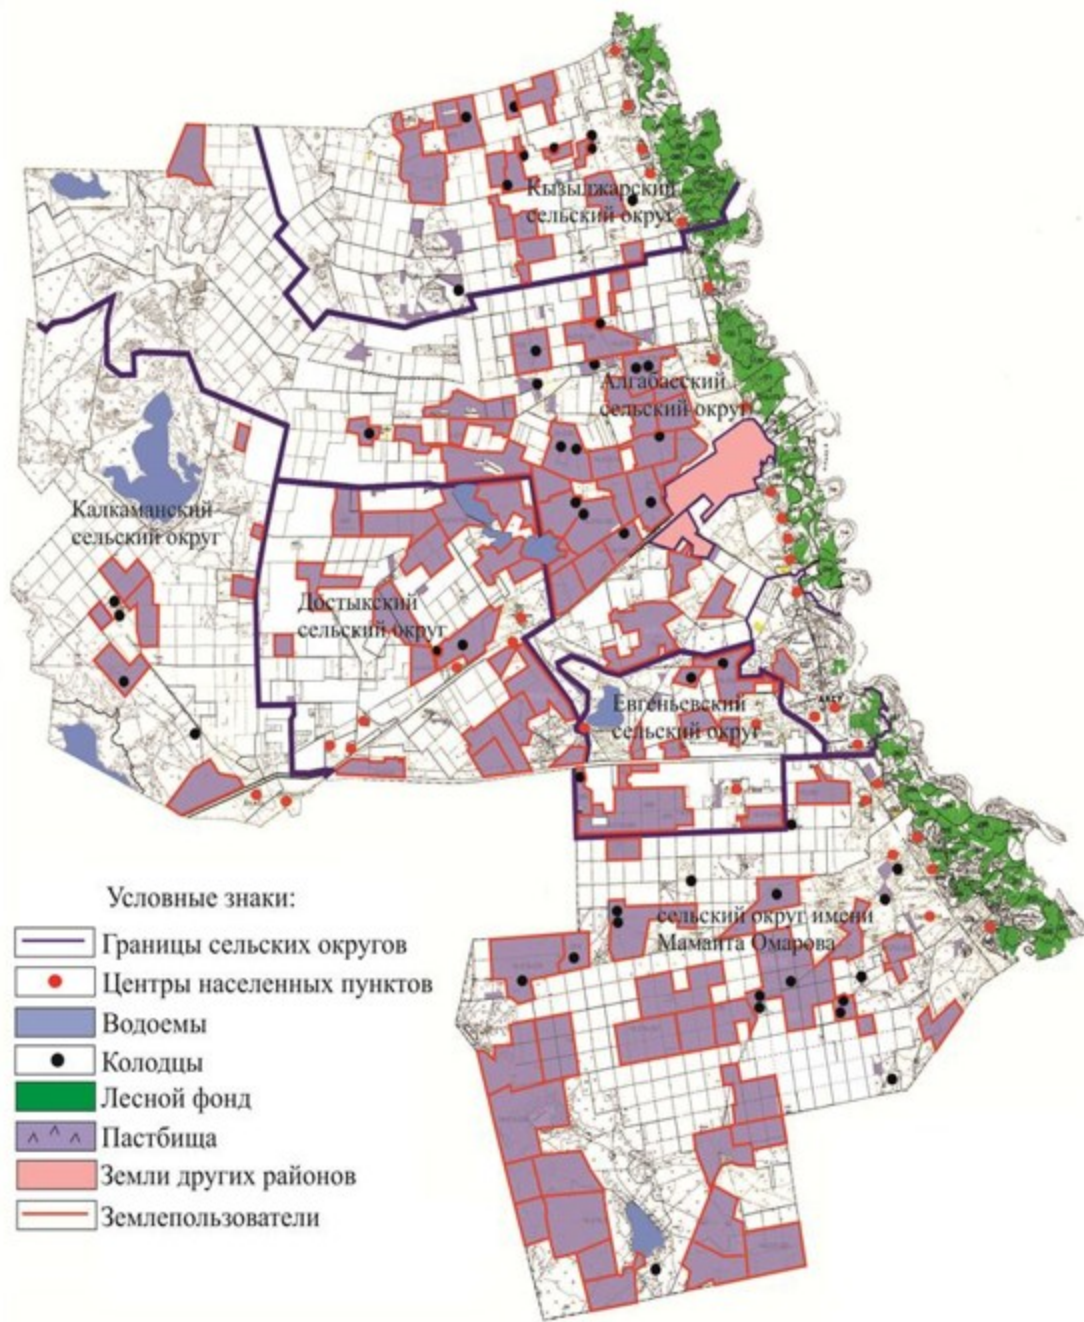 Кызылжарский
сельский округ
Алгабасский
сельский округ
Калкаманский
сельский округ
Достыкский
сельский округ
Евгеньевский
сельский округ
сельский округ имени
Мамаита Омарова
Условные знаки:
Границы сельских округов
Центры населенных пунктов
Водоемы
Колодцы
Лесной фонд
Пастбища
Земли других районов
Землепользователи